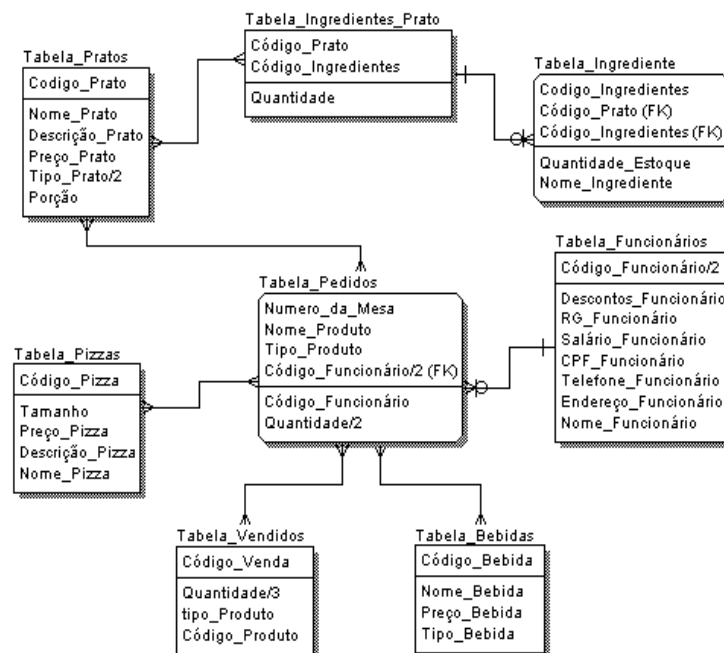 Tabela_Ingredientes_Prato
Código_Prato
Código_Ingredientes
Quantidade
Tabela_Pratos
Codigo_Prato
Nome_Prato
Descrição_Prato
Preço_Prato
Tipo_Prato/2
Porção
Tabela_Ingrediente
Codigo_Ingredientes
Código_Prato (FK)
Código_Ingredientes (FK)
Quantidade_Estoque
Nome_Ingrediente
Tabela_Funcionários
Código_Funcionário/2
Descontos_Funcionário
RG_Funcionário
Salário_Funcionário
CPF_Funcionário
Telefone_Funcionário
Endereço_Funcionário
Nome_Funcionário
Tabela_Pedidos
Numero_da_Mesa
Nome_Produto
Tipo_Produto
Código_Funcionário/2 (FK)
Código_Funcionário
Quantidade/2
Tabela_Pizzas
Código_Pizza
Tamanho
Preço_Pizza
Descrição_Pizza
Nome_Pizza
Tabela_Vendidos
Código_Venda
Quantidade/3
tipo_Produto
Código_Produto
Tabela_Bebidas
Código_Bebida
Nome_Bebida
Preço_Bebida
Tipo_Bebida